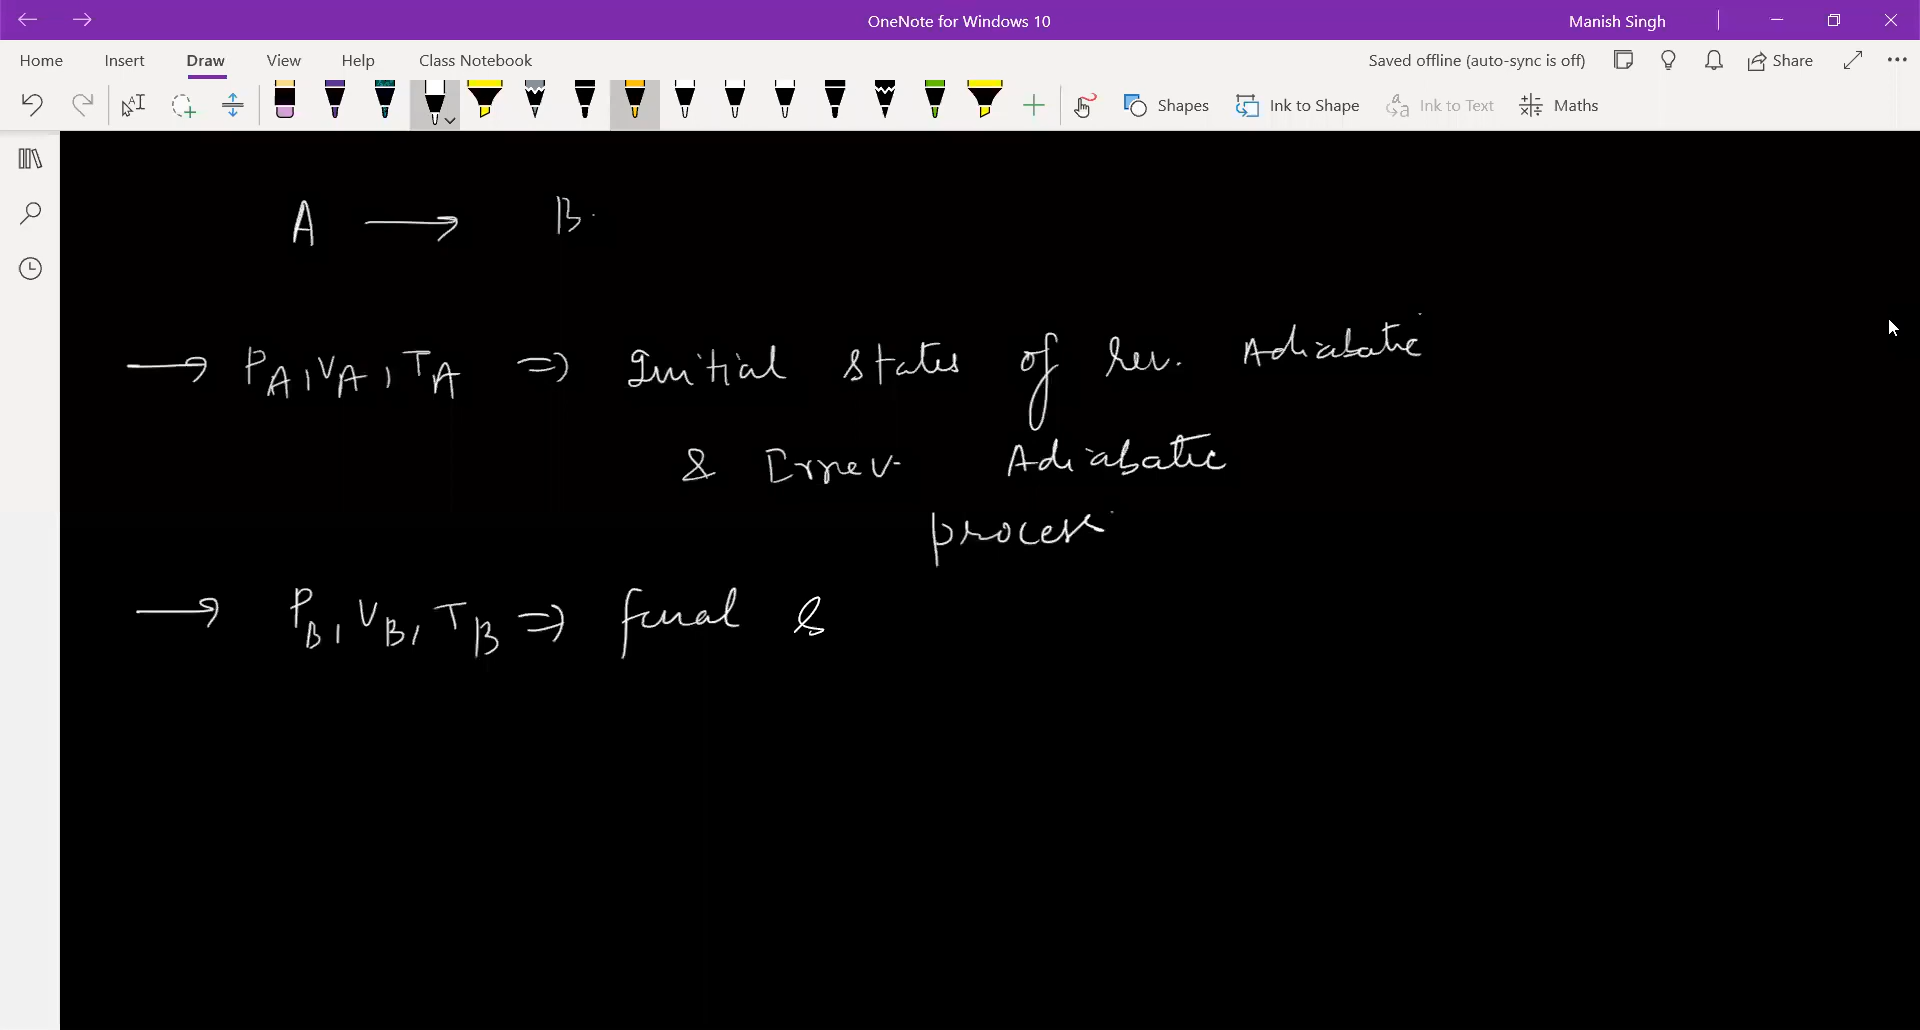 OneNote for Windows 10
Manish Singh
Home Insert Draw View Help Class Notebook
Saved offline (auto-sync is off) Share
Shapes Ink to Shape Ink to Text Maths
A → B.
→ PA, VA, TA ⇒ Initial states of rev. Adiabatic
& Irrev. Adiabatic
process
→ PB, VB, TB ⇒ final s